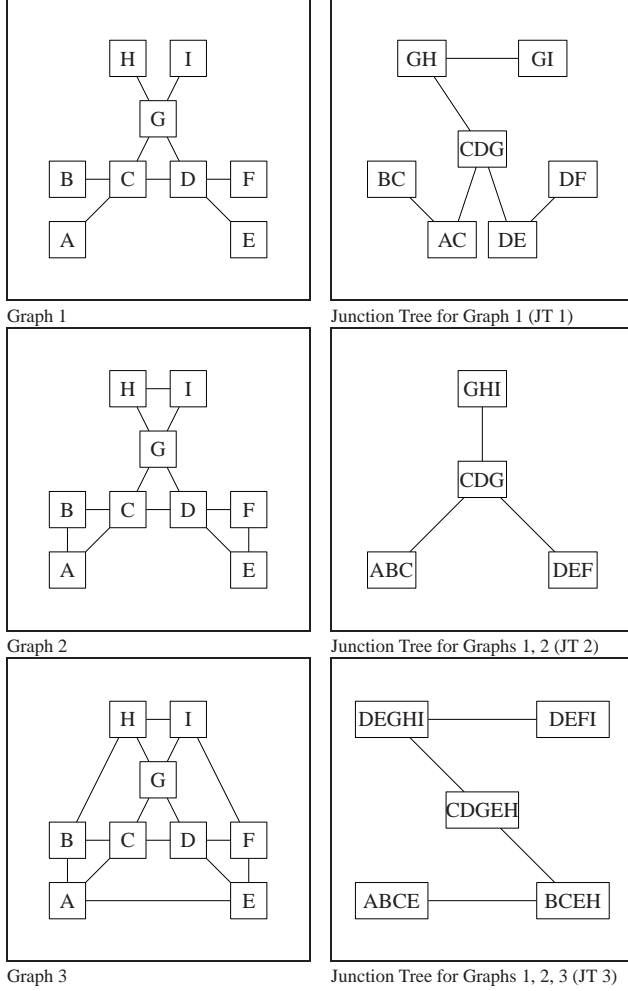 H I
G
B C D F
A E
Graph 1
GH GI
CDG
BC DF
AC DE
Junction Tree for Graph 1 (JT 1)
H I
G
B C D F
A E
Graph 2
GHI
CDG
ABC DEF
Junction Tree for Graphs 1, 2 (JT 2)
H I
G
B C D F
A E
Graph 3
DEGHI DEFI
CDGEH
ABCE BCEH
Junction Tree for Graphs 1, 2, 3 (JT 3)